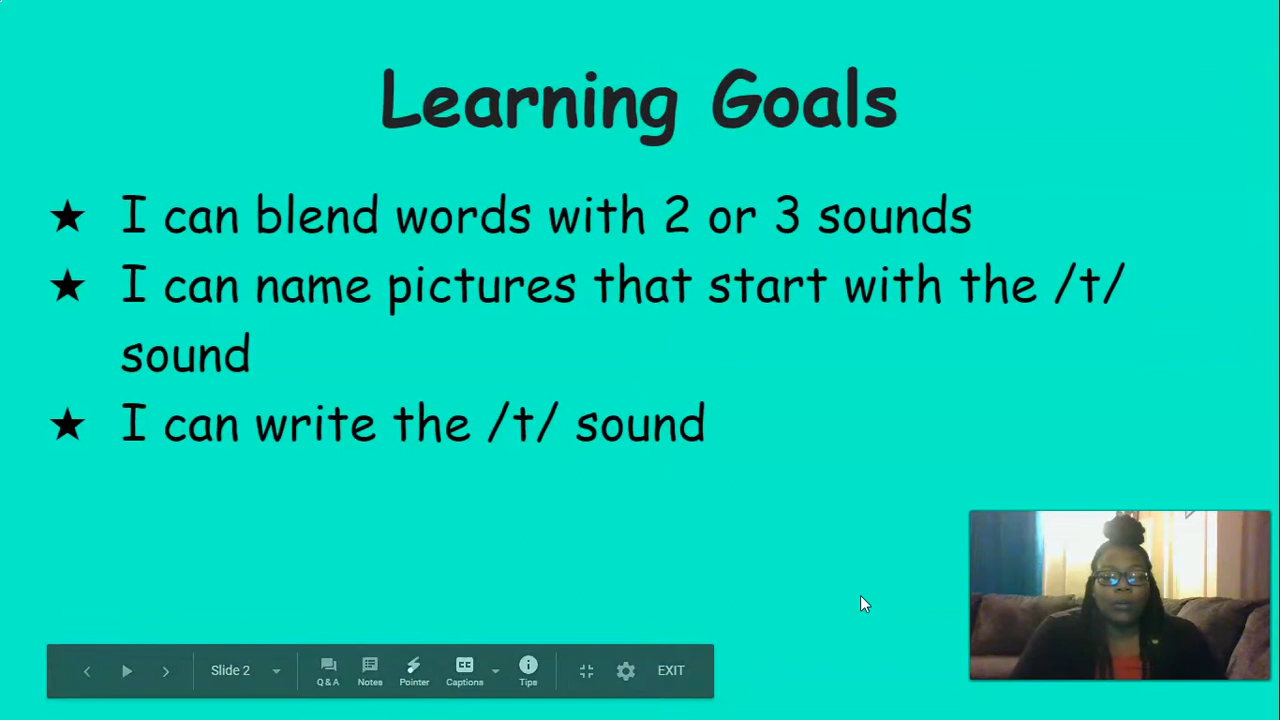 Learning Goals
★ I can blend words with 2 or 3 sounds
★ I can name pictures that start with the /t/
sound
★ I can write the /t/ sound
Slide 2
Q&A
Notes
Pointer
CC
Captions
Tips
EXIT